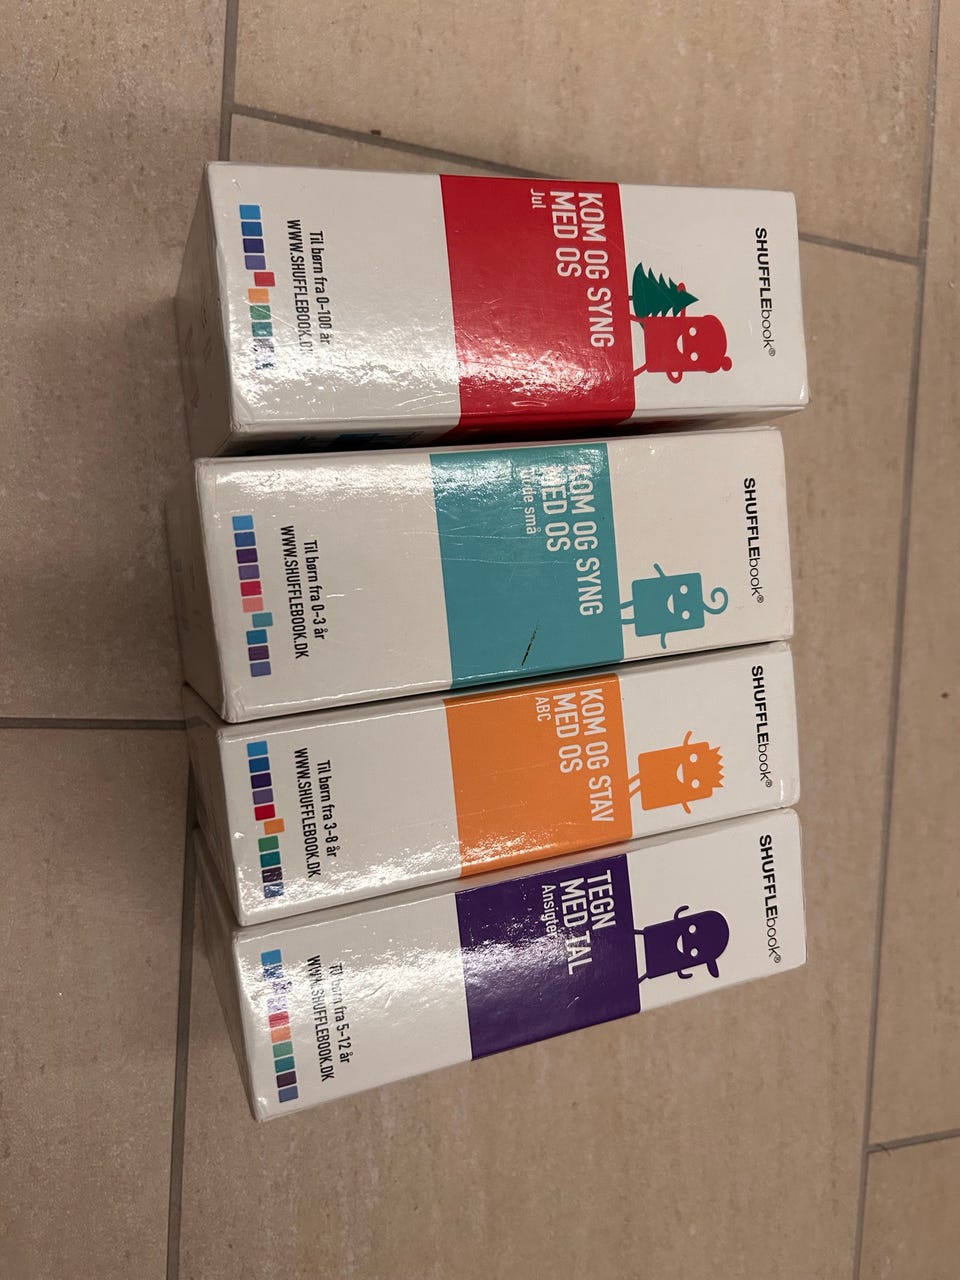 SHUFFLEbook®
KOM OG SYNG
MED OS
Jul
Til børn fra 0-100 år
WWW.SHUFFLEBOOK.DK
SHUFFLEbook®
KOM OG SYNG
MED OS
til de små
Til børn fra 0-3 år
WWW.SHUFFLEBOOK.DK
SHUFFLEbook®
KOM OG STAV
MED OS
ABC
Til børn fra 3-8 år
WWW.SHUFFLEBOOK.DK
SHUFFLEbook®
TEGN
MED TAL
Ansigter
Til børn fra 5-12 år
WWW.SHUFFLEBOOK.DK